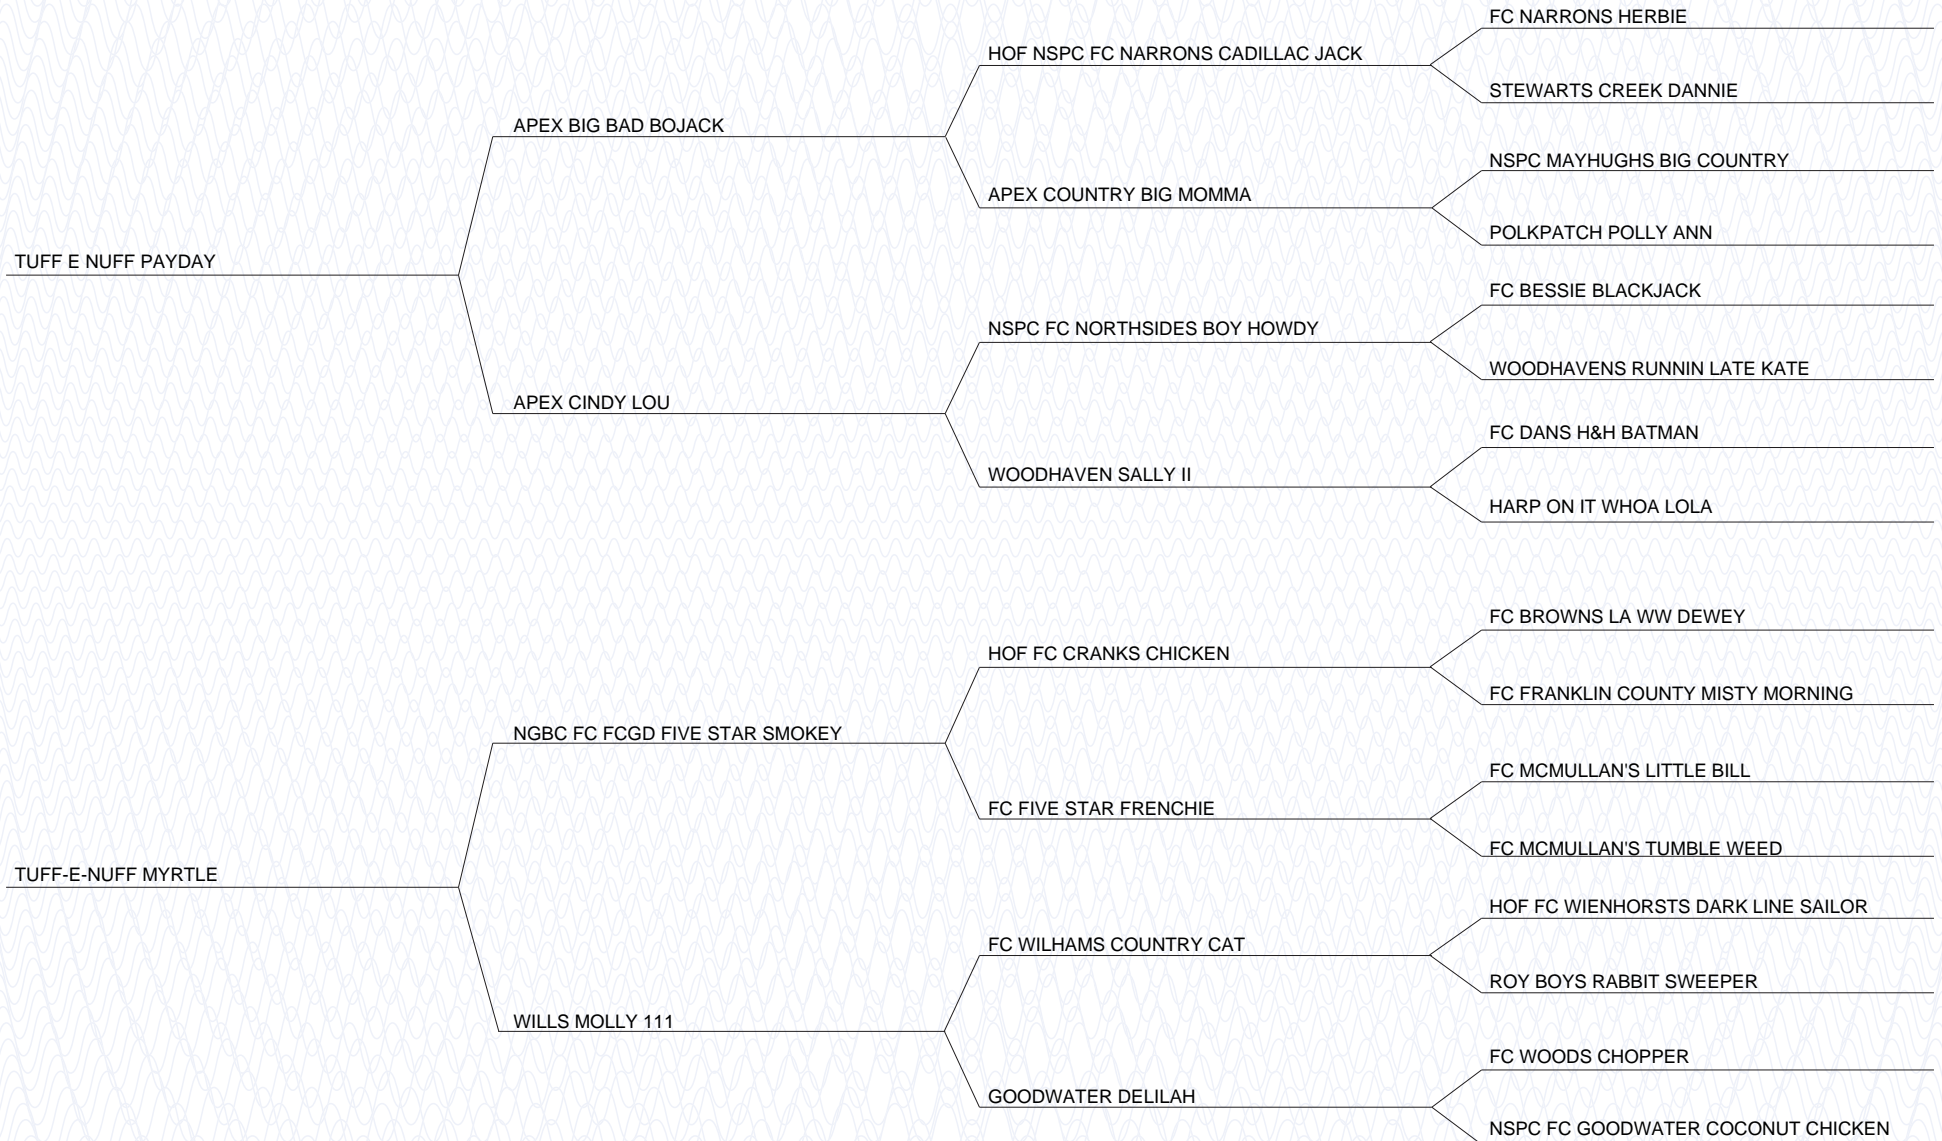 FC NARRONS HERBIE
HOF NSPC FC NARRONS CADILLAC JACK
STEWARTS CREEK DANNIE
APEX BIG BAD BOJACK
NSPC MAYHUGHS BIG COUNTRY
APEX COUNTRY BIG MOMMA
POLKPATCH POLLY ANN
TUFF E NUFF PAYDAY
FC BESSIE BLACKJACK
NSPC FC NORTHSIDES BOY HOWDY
WOODHAVENS RUNNIN LATE KATE
APEX CINDY LOU
FC DANS H&H BATMAN
WOODHAVEN SALLY II
HARP ON IT WHOA LOLA
FC BROWNS LA WW DEWEY
HOF FC CRANKS CHICKEN
FC FRANKLIN COUNTY MISTY MORNING
NGBC FC FCGD FIVE STAR SMOKEY
FC MCMULLAN'S LITTLE BILL
FC FIVE STAR FRENCHIE
FC MCMULLAN'S TUMBLE WEED
TUFF-E-NUFF MYRTLE
HOF FC WIENHORSTS DARK LINE SAILOR
FC WILHAMS COUNTRY CAT
ROY BOYS RABBIT SWEEPER
WILLS MOLLY 111
FC WOODS CHOPPER
GOODWATER DELILAH
NSPC FC GOODWATER COCONUT CHICKEN